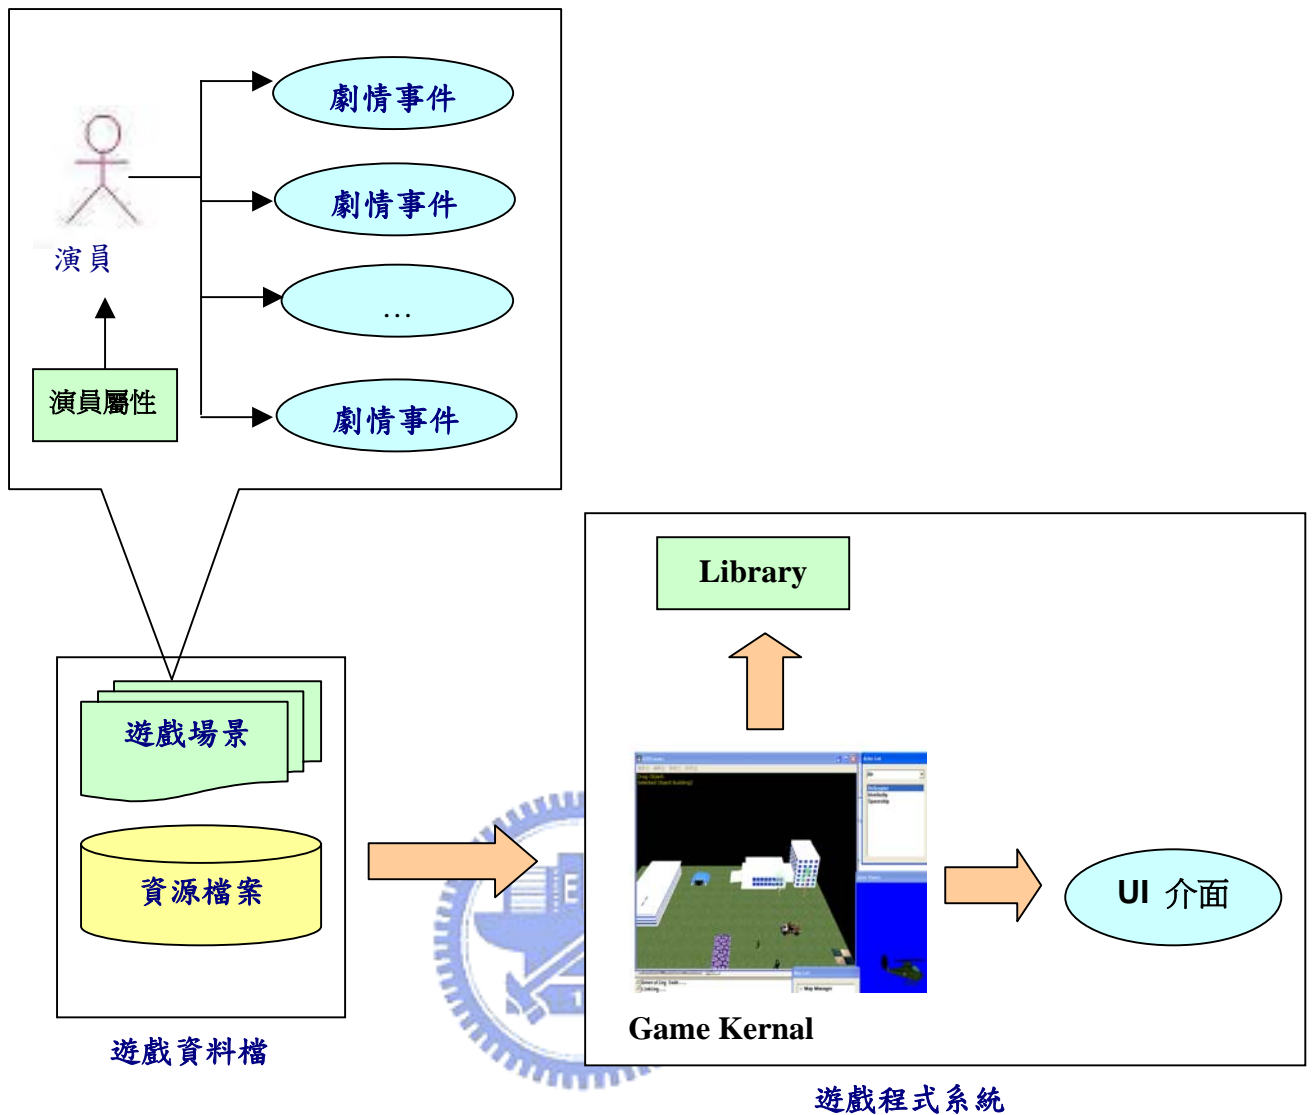 劇情事件
劇情事件
演員
...
演員屬性
劇情事件
Library
遊戲場景
資源檔案
UI 介面
Game Kernal
遊戲資料檔
遊戲程式系統